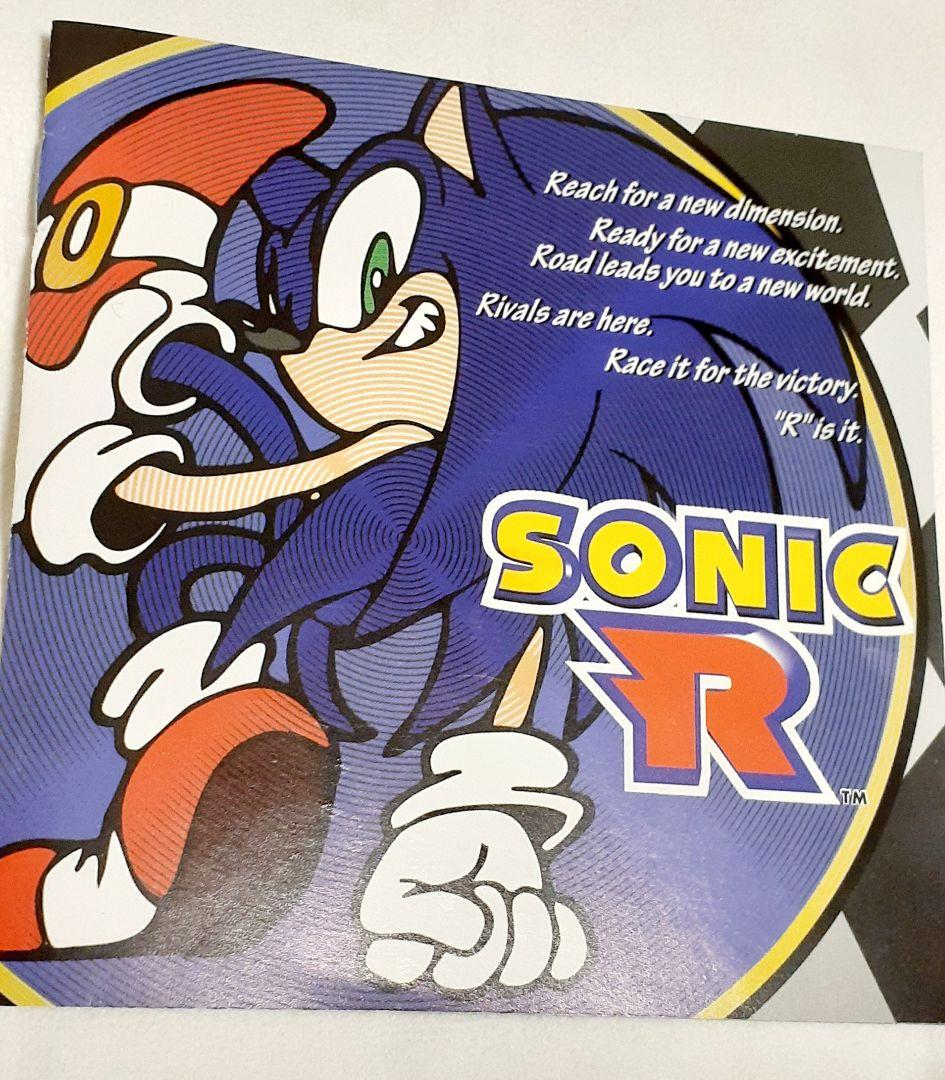 Reach for a new dimension.
Ready for a new excitement.
Road leads you to a new world.
Rivals are here.
Race it for the victory.
"R" is it.
SONIC
R
TM